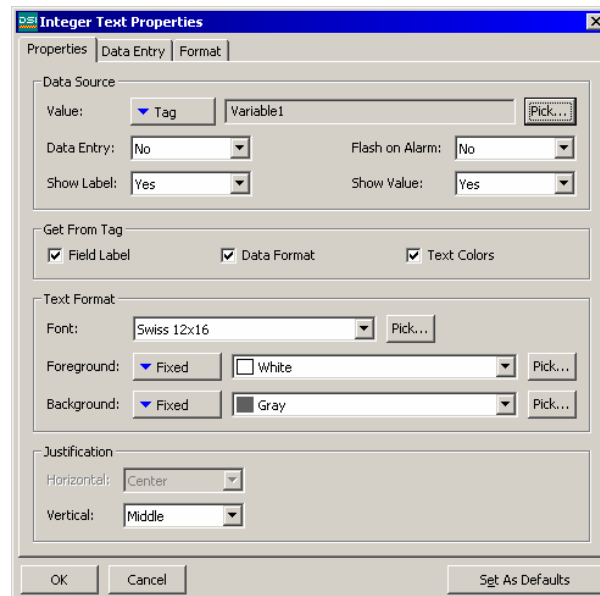 DSI Integer Text Properties
Properties Data Entry Format
Data Source
Value: Tag Variable1 Pick...
Data Entry: No Flash on Alarm: No
Show Label: Yes Show Value: Yes
Get From Tag
Field Label Data Format Text Colors
Text Format
Font: Swiss 12x16 Pick...
Foreground: Fixed White Pick...
Background: Fixed Gray Pick...
Justification
Horizontal: Center
Vertical: Middle
OK Cancel Set As Defaults